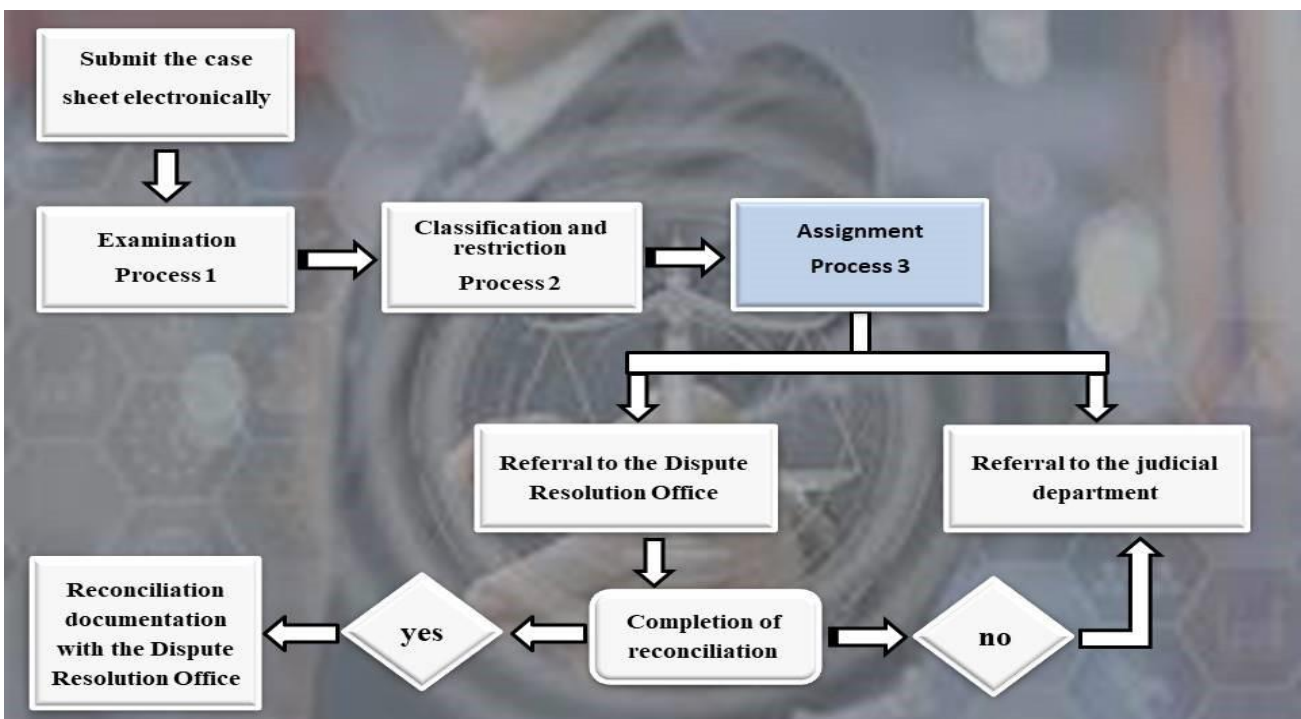 Submit the case
sheet electronically
Examination
Process 1
Classification and
restriction
Process 2
Assignment
Process 3
Referral to the Dispute
Resolution Office
Referral to the judicial
department
Reconciliation
documentation
with the Dispute
Resolution Office
yes
Completion of
reconciliation
no